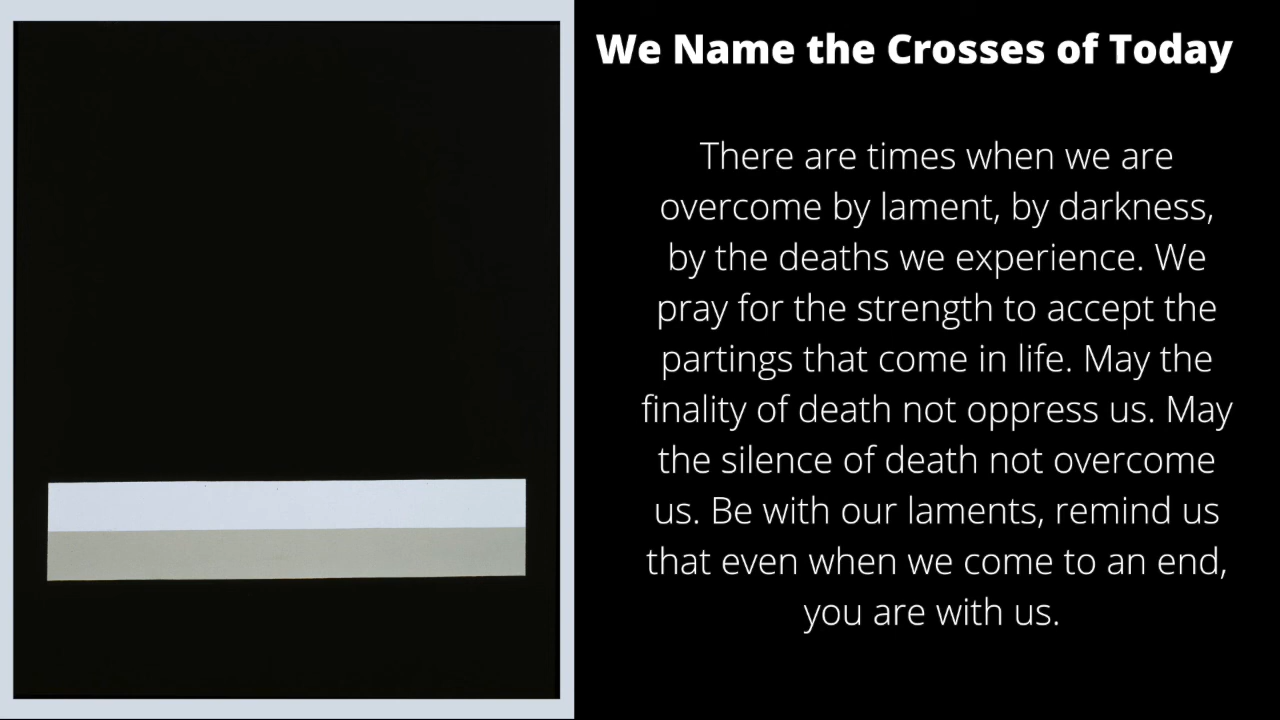 We Name the Crosses of Today
There are times when we are
overcome by lament, by darkness,
by the deaths we experience. We
pray for the strength to accept the
partings that come in life. May the
finality of death not oppress us. May
the silence of death not overcome
us. Be with our laments, remind us
that even when we come to an end,
you are with us.